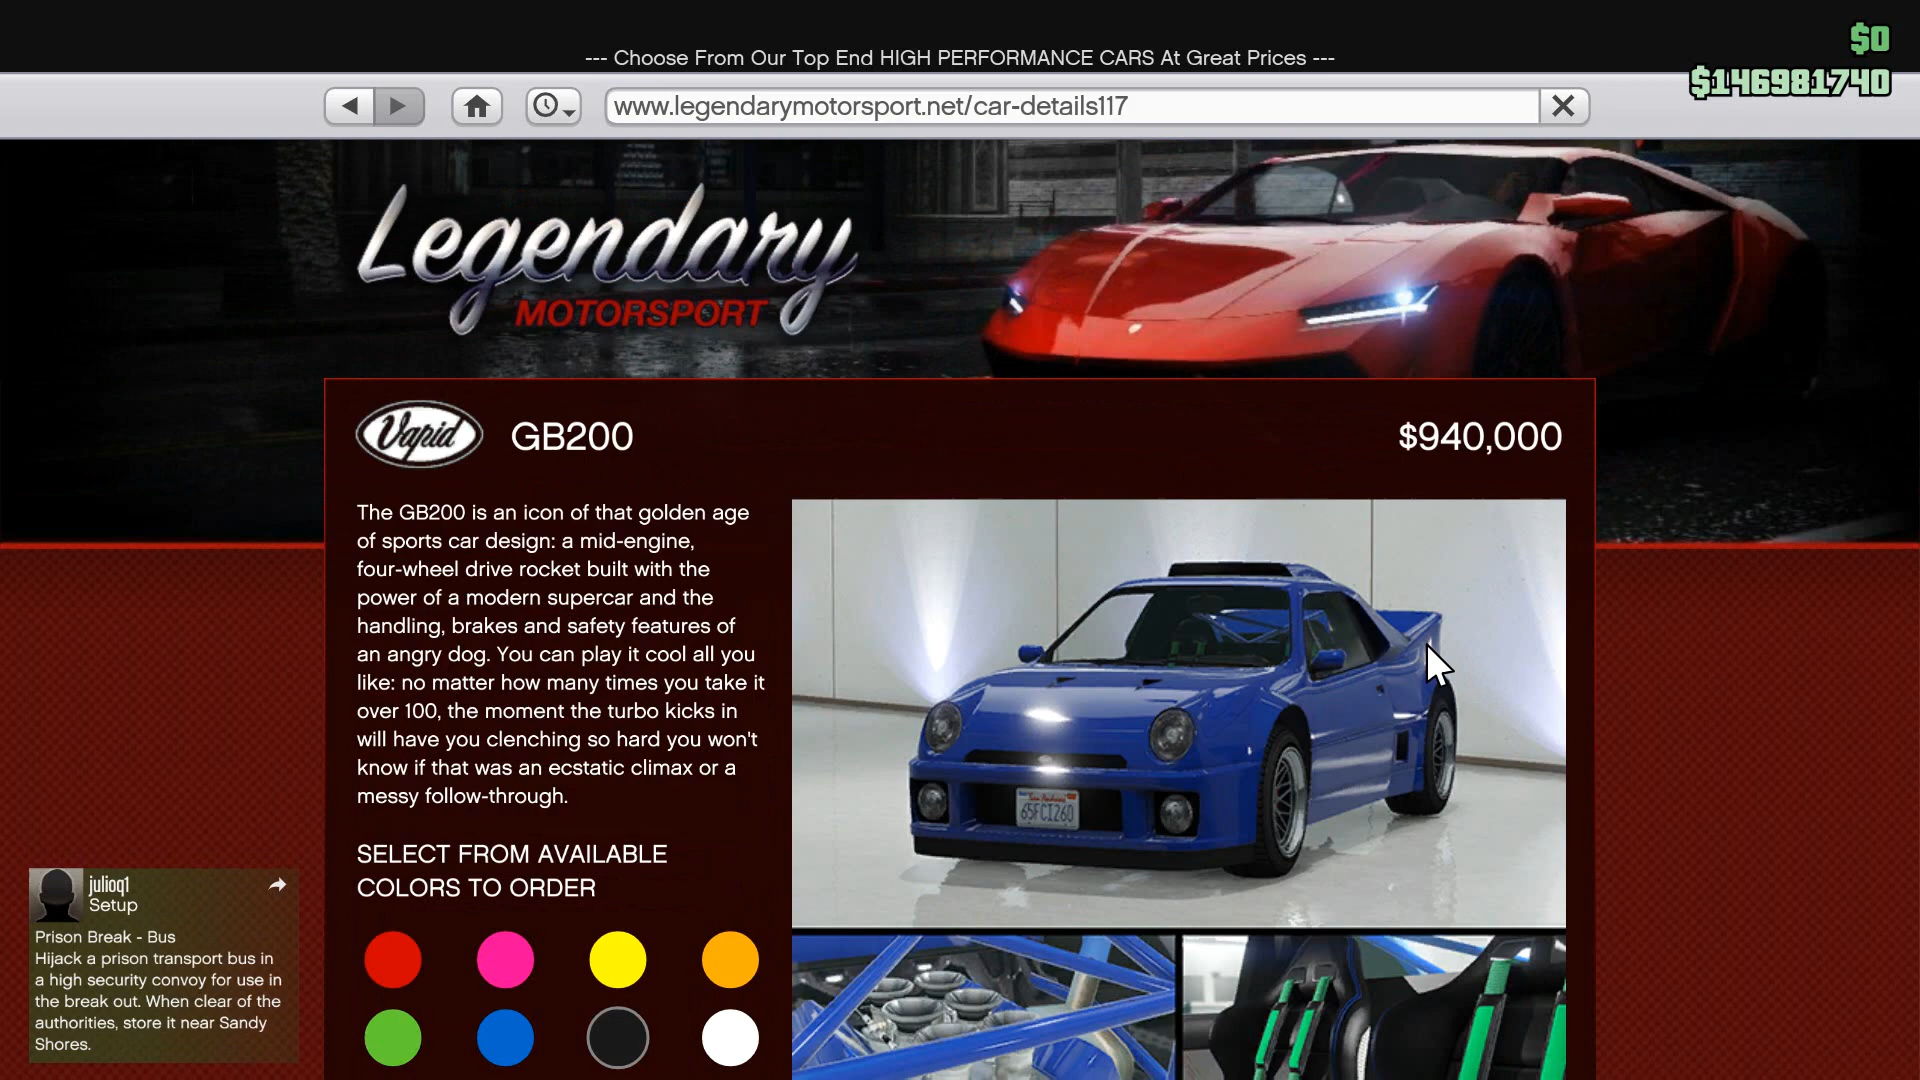 --- Choose From Our Top End HIGH PERFORMANCE CARS At Great Prices ---
$0
$146981740
www.legendarymotorsport.net/car-details117
Legendary
MOTORSPORT
Vapid
GB200
$940,000
The GB200 is an icon of that golden age
of sports car design: a mid-engine,
four-wheel drive rocket built with the
power of a modern supercar and the
handling, brakes and safety features of
an angry dog. You can play it cool all you
like: no matter how many times you take it
over 100, the moment the turbo kicks in
will have you clenching so hard you won't
know if that was an ecstatic climax or a
messy follow-through.
SELECT FROM AVAILABLE
COLORS TO ORDER
San Andreas
65FCI260
julioq1
Setup
Prison Break - Bus
Hijack a prison transport bus in
a high security convoy for use in
the break out. When clear of the
authorities, store it near Sandy
Shores.